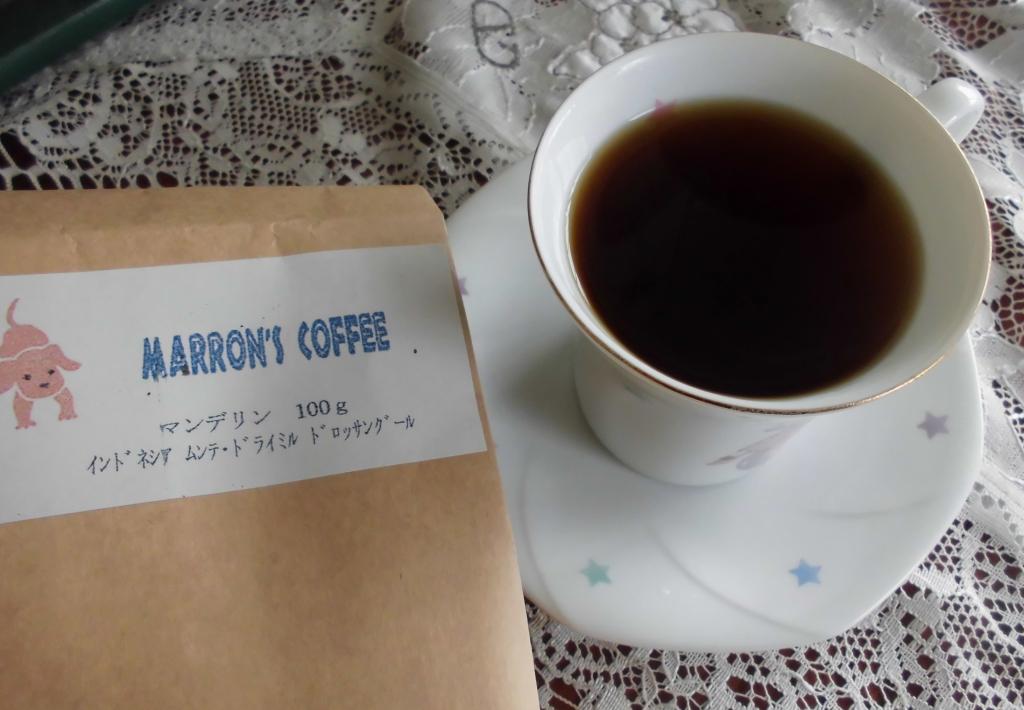 MARRON'S COFFEE
マンデリン 100g
インドネシア ムンテ・ドライミル ドロッサングール